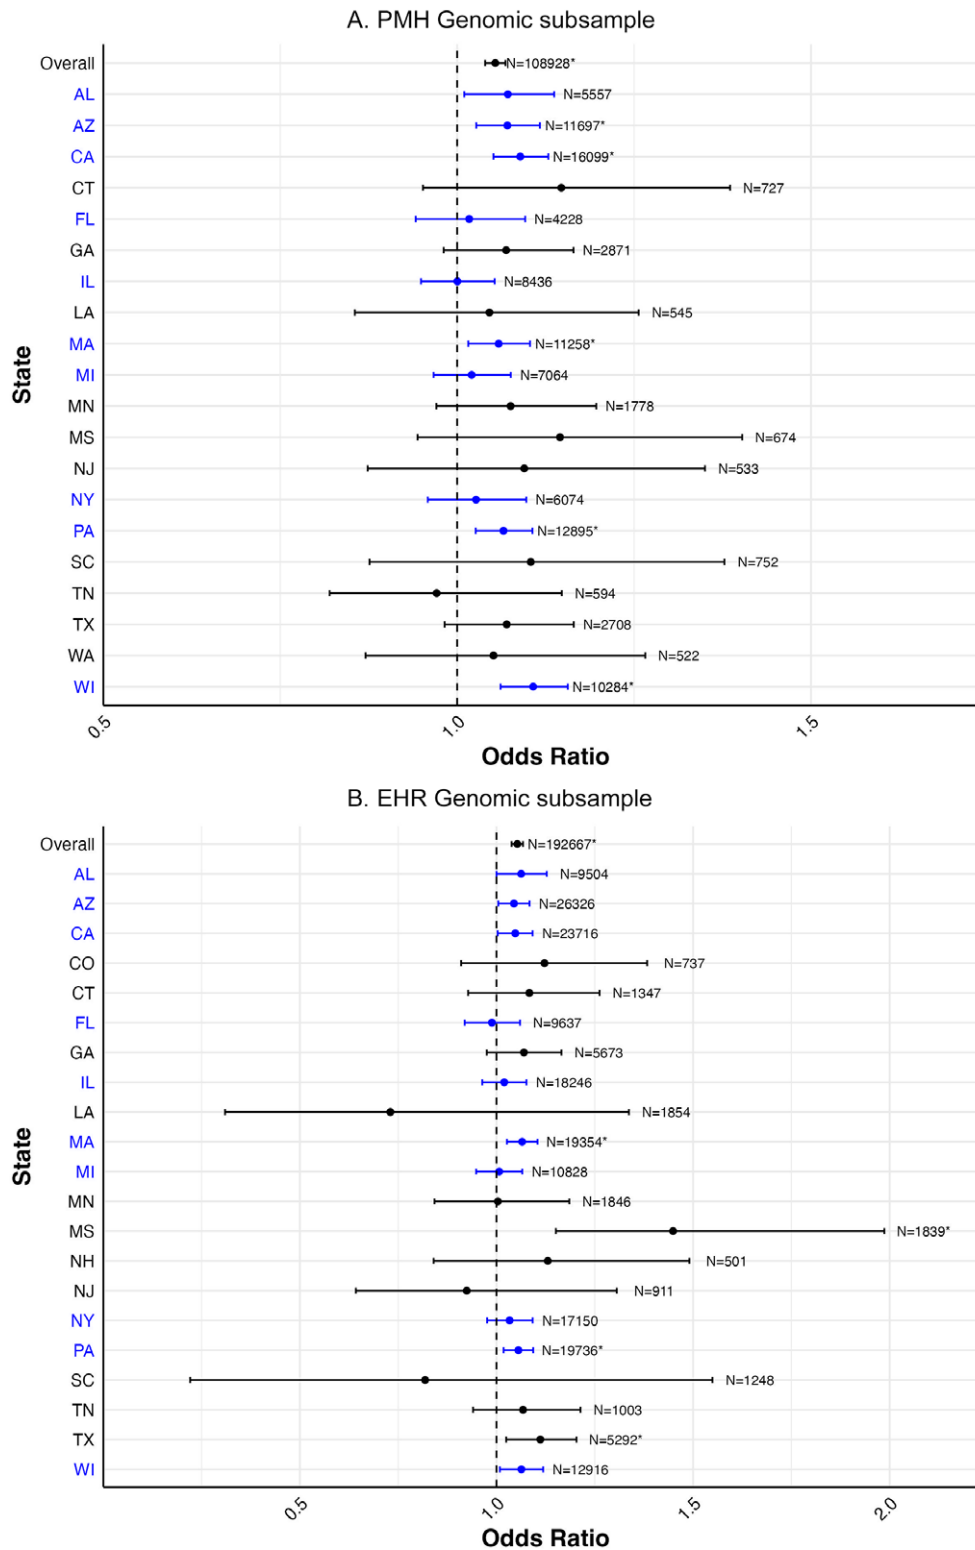 A. PMH Genomic subsample
Overall N=108928*
AL N=5557
AZ N=11697*
CA N=16099*
CT N=727
FL N=4228
GA N=2871
IL N=8436
LA N=545
MA N=11258*
MI N=7064
MN N=1778
MS N=674
NJ N=533
NY N=6074
PA N=12895*
SC N=752
TN N=594
TX N=2708
WA N=522
WI N=10284*
State
0.5 1.0 1.5
Odds Ratio
B. EHR Genomic subsample
Overall N=192667*
AL N=9504
AZ N=26326
CA N=23716
CO N=737
CT N=1347
FL N=9637
GA N=5673
IL N=18246
LA N=1854
MA N=19354*
MI N=10828
MN N=1846
MS N=1839*
NH N=501
NJ N=911
NY N=17150
PA N=19736*
SC N=1248
TN N=1003
TX N=5292*
WI N=12916
State
0.5 1.0 1.5 2.0
Odds Ratio